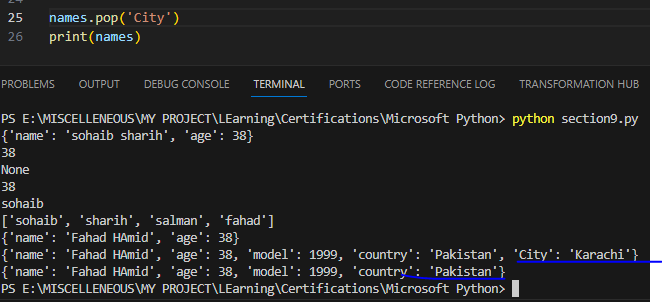 24
25 names.pop('City')
26 print(names)
PROBLEMS OUTPUT DEBUG CONSOLE TERMINAL PORTS CODE REFERENCE LOG TRANSFORMATION HUB
PS E:\MISCELLENEOUS\MY PROJECT\LEarning\Certifications\Microsoft Python> python section9.py
{'name': 'sohaib sharih', 'age': 38}
38
None
38
sohaib
['sohaib', 'sharih', 'salman', 'fahad']
{'name': 'Fahad HAmid', 'age': 38}
{'name': 'Fahad HAmid', 'age': 38, 'model': 1999, 'country': 'Pakistan', 'City': 'Karachi'}
{'name': 'Fahad HAmid', 'age': 38, 'model': 1999, 'country': 'Pakistan'}
PS E:\MISCELLENEOUS\MY PROJECT\LEarning\Certifications\Microsoft Python>